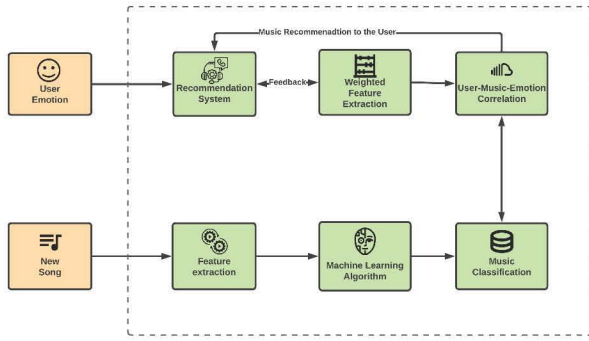 Music Recomenadtion to the User
User
Emotion
Recommendation
System
Feedback
Weighted
Feature
Extraction
User-Music-Emotion
Correlation
New
Song
Feature
extraction
Machine Learning
Algorithm
Music
Classification